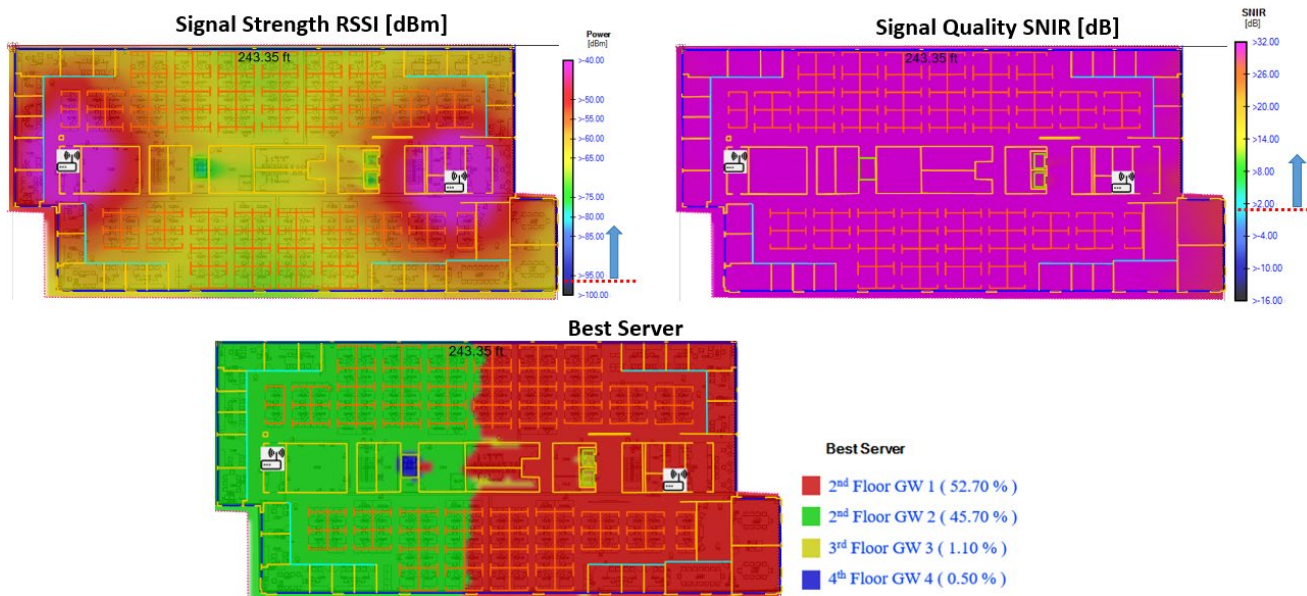 Signal Strength RSSI [dBm]
243.35 ft
Power
[dBm]
>-40.00
>-50.00
>-55.00
>-60.00
>-65.00
>-75.00
>-80.00
>-85.00
>-95.00
>-100.00
Signal Quality SNIR [dB]
243.35 ft
SNIR
[dB]
>32.00
>26.00
>20.00
>14.00
>8.00
>2.00
>-4.00
>-10.00
>-16.00
Best Server
243.35 ft
Best Server
2nd Floor GW 1 ( 52.70 % )
2nd Floor GW 2 ( 45.70 % )
3rd Floor GW 3 ( 1.10 % )
4th Floor GW 4 ( 0.50 % )